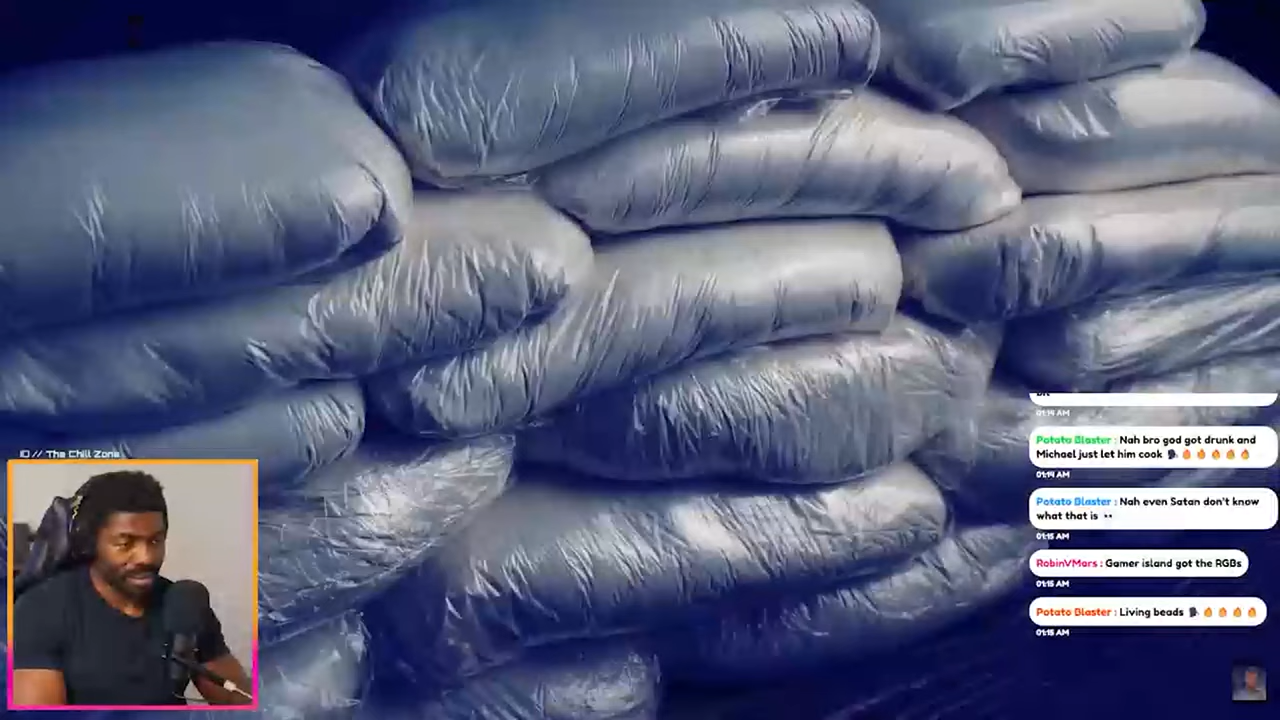 01:14 AM
Potato Blaster : Nah bro god got drunk and
Michael just let him cook 🗣️🔥🔥🔥🔥🔥
01:14 AM
Potato Blaster : Nah even Satan don't know
what that is 👀
01:15 AM
RobinVMars : Gamer island got the RGBs
01:15 AM
Potato Blaster : Living beads 🗣️🔥🔥🔥🔥
01:15 AM
ID // The Chill Zone